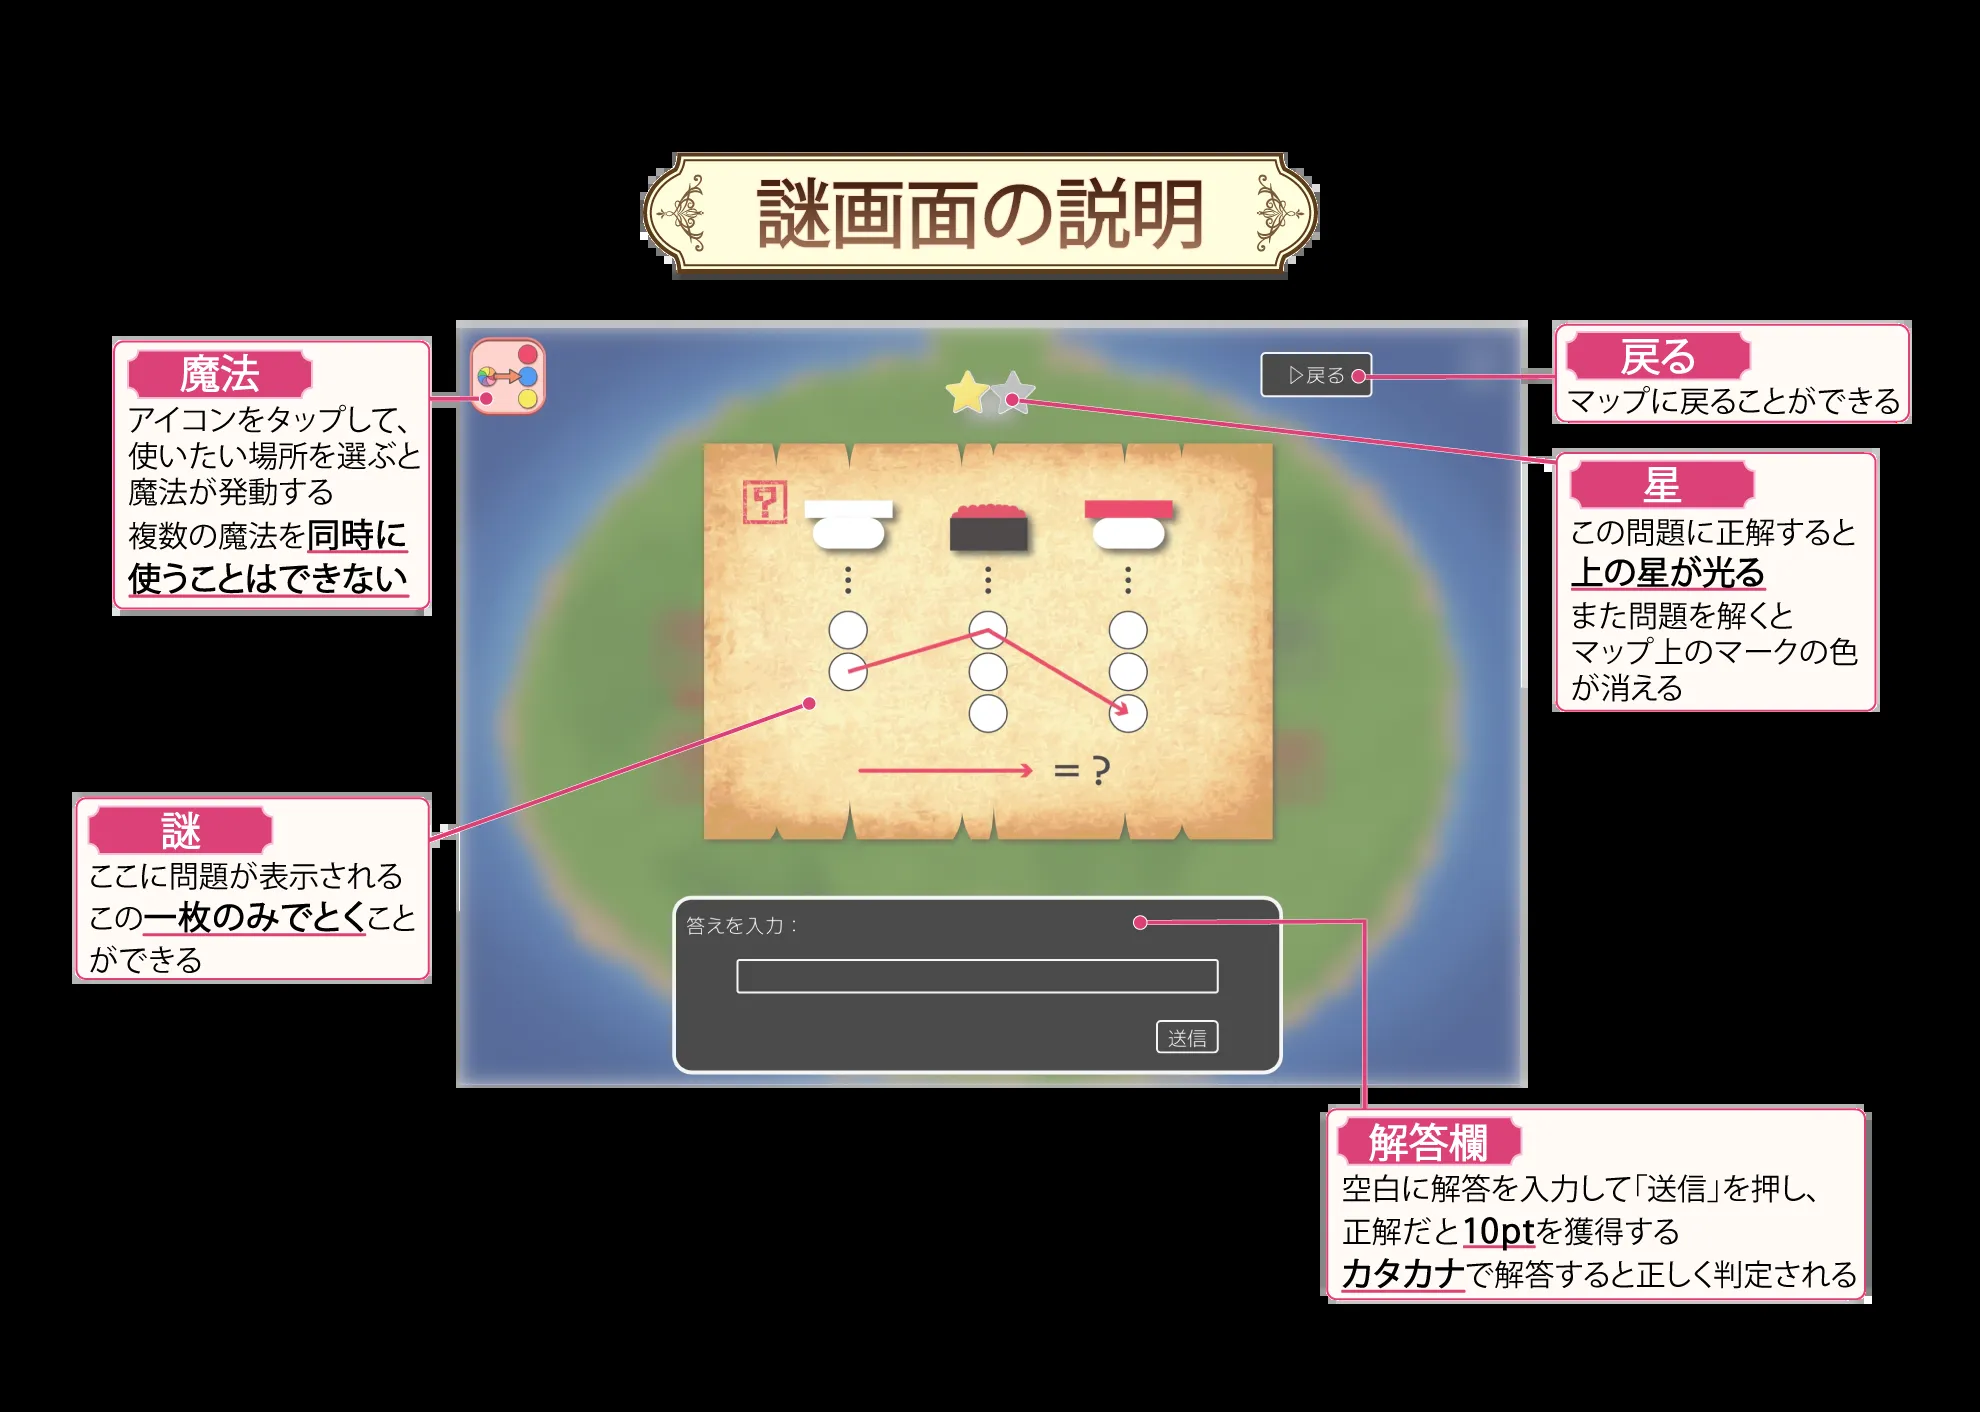 謎画面の説明
魔法
アイコンをタップして、
使いたい場所を選ぶと
魔法が発動する
複数の魔法を同時に
使うことはできない
▷戻る
戻る
マップに戻ることができる
星
この問題に正解すると
上の星が光る
また問題を解くと
マップ上のマークの色
が消える
?
= ?
謎
ここに問題が表示される
この一枚のみでとくこと
ができる
答えを入力：
送信
解答欄
空白に解答を入力して「送信」を押し、
正解だと10ptを獲得する
カタカナで解答すると正しく判定される